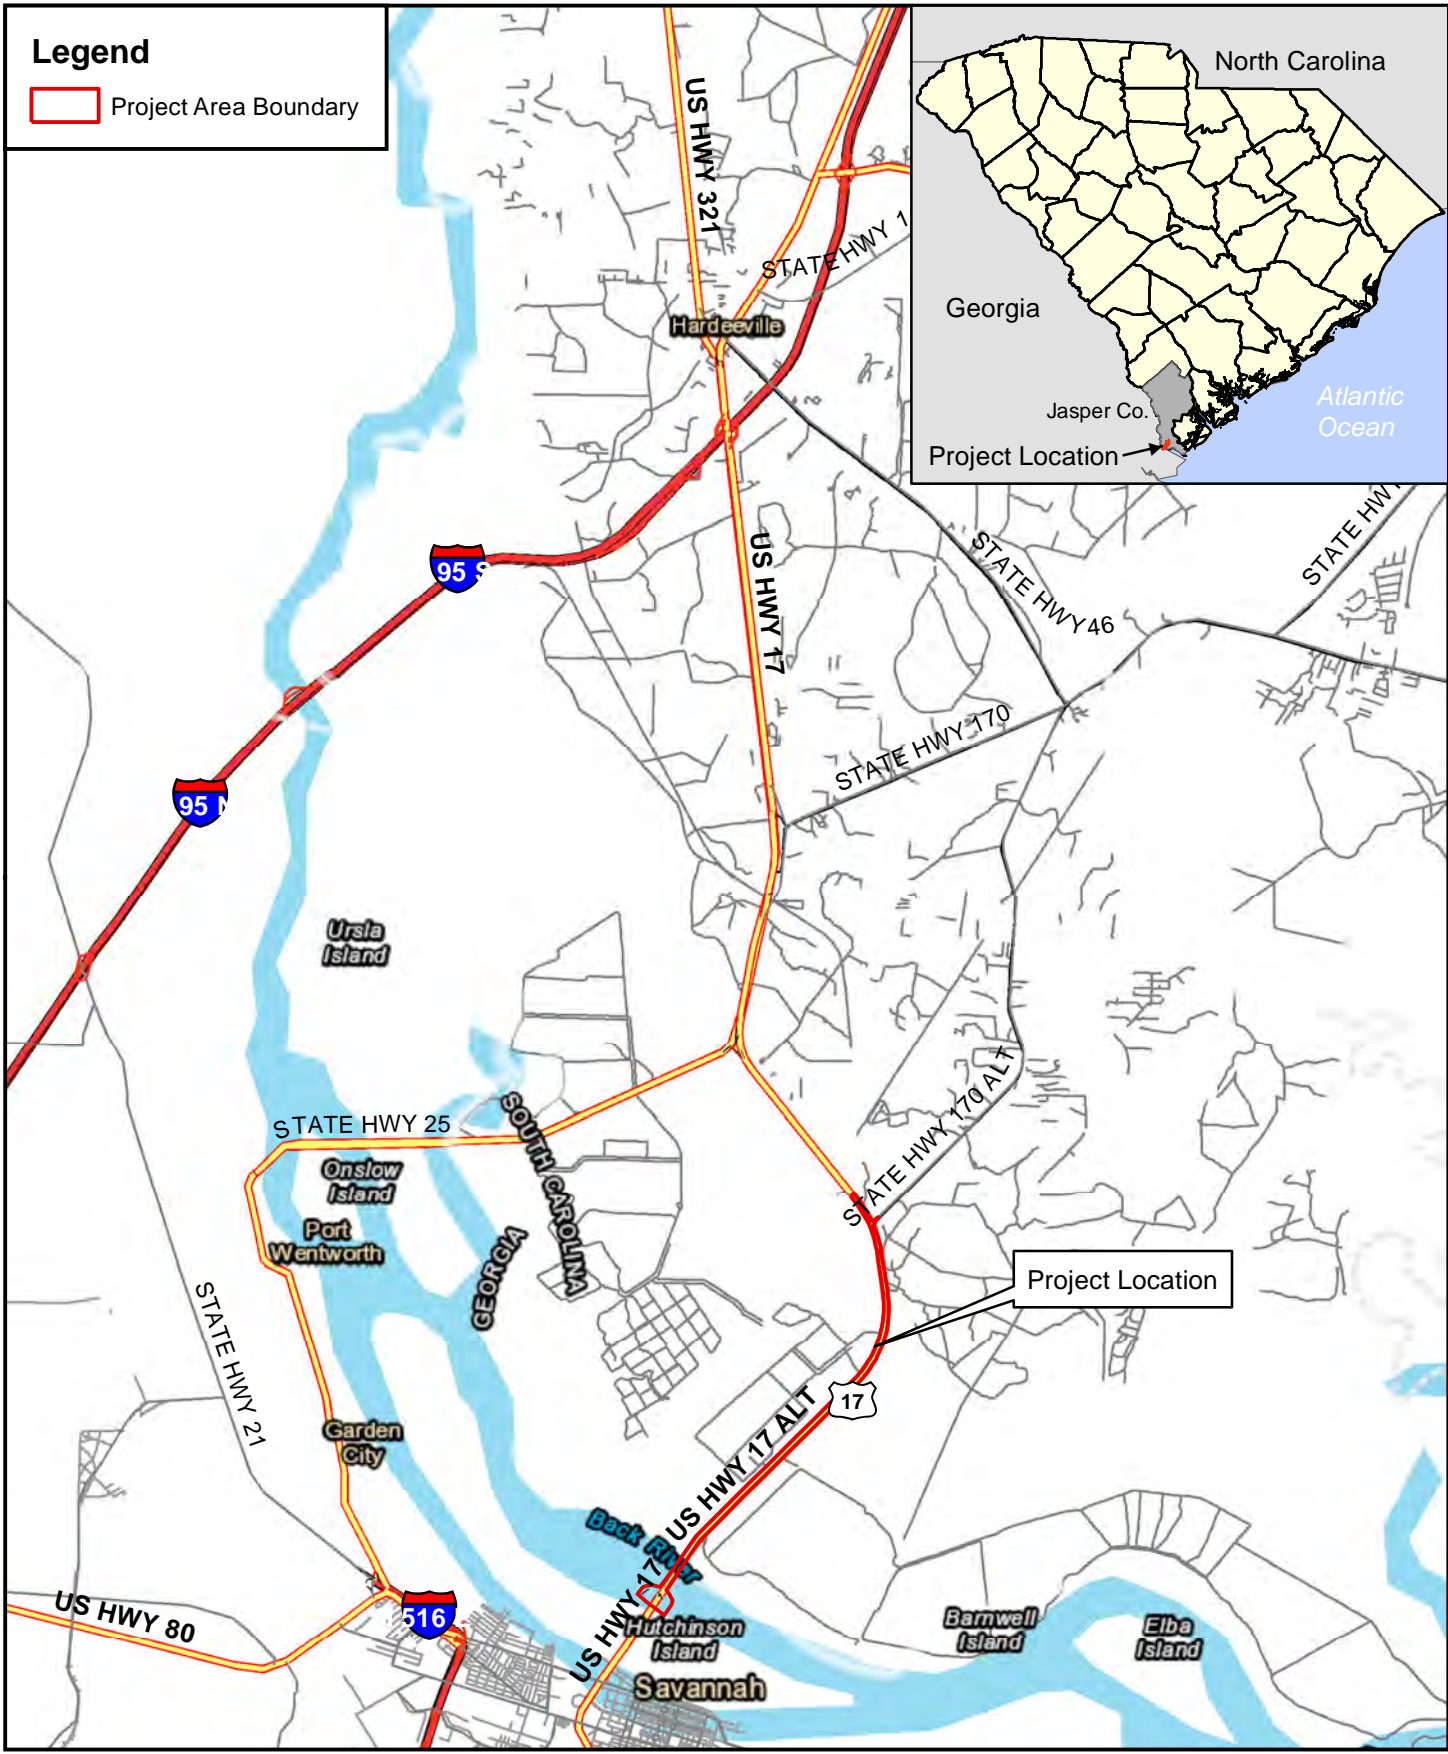 Legend
Project Area Boundary
North Carolina
Georgia
Atlantic
Ocean
Jasper Co.
Project Location
US HWY 321
STATE HWY 1
Hardeeville
STATE HWY
95 S
US HWY 17
STATE HWY 46
STATE HWY 170
95 N
Ursla
Island
STATE HWY 170 ALT
SOUTH CAROLINA
STATE HWY 25
Onslow
Island
Port
Wentworth
GEORGIA
Project Location
STATE HWY 21
17
US HWY 17 ALT
Garden
City
Back River
US HWY 17
US HWY 80
516
Hutchinson
Island
Barnwell
Island
Elba
Island
Savannah